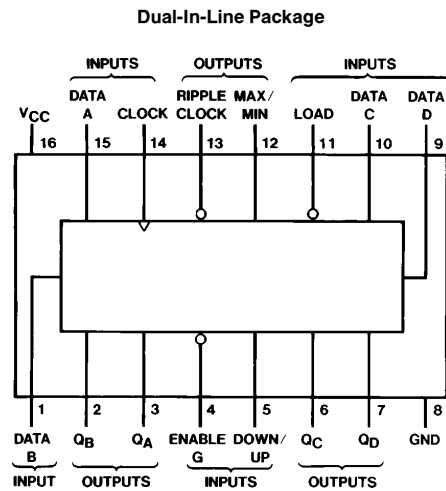 Dual-In-Line Package
INPUTS OUTPUTS INPUTS
DATA RIPPLE MAX/ DATA DATA
VCC A CLOCK CLOCK MIN LOAD C D
16 15 14 13 12 11 10 9
1 2 3 4 5 6 7 8
DATA QB QA ENABLE DOWN/ QC QD GND
B G UP
INPUT OUTPUTS INPUTS OUTPUTS